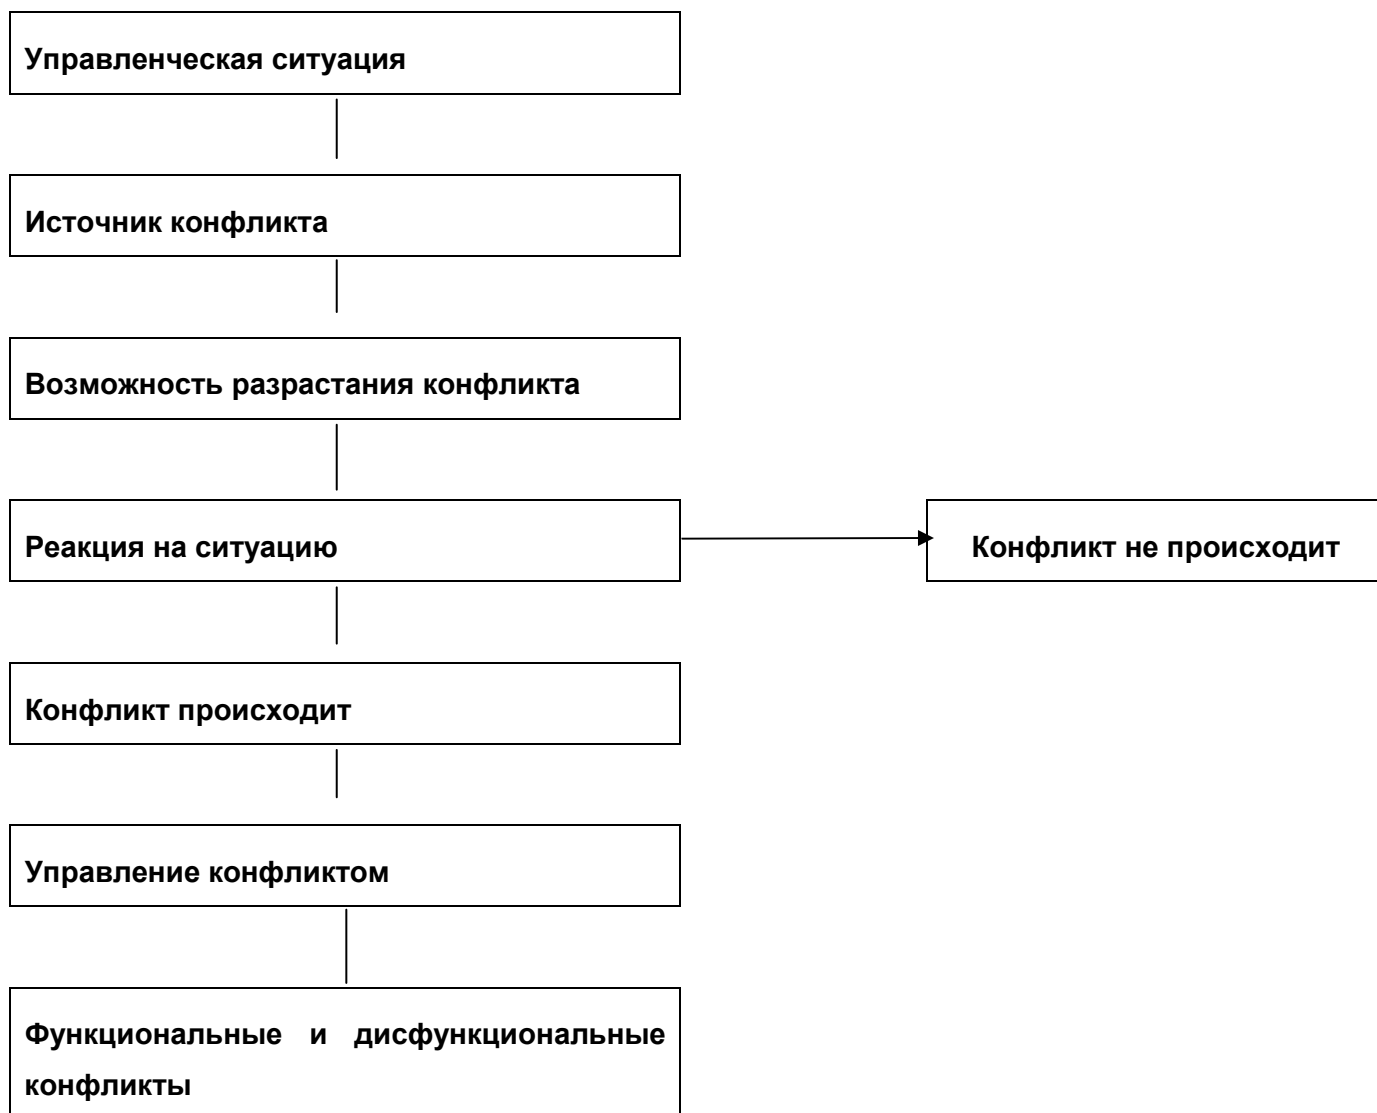 Управленческая ситуация
Источник конфликта
Возможность разрастания конфликта
Реакция на ситуацию
Конфликт не происходит
Конфликт происходит
Управление конфликтом
Функциональные и дисфункциональные
конфликты